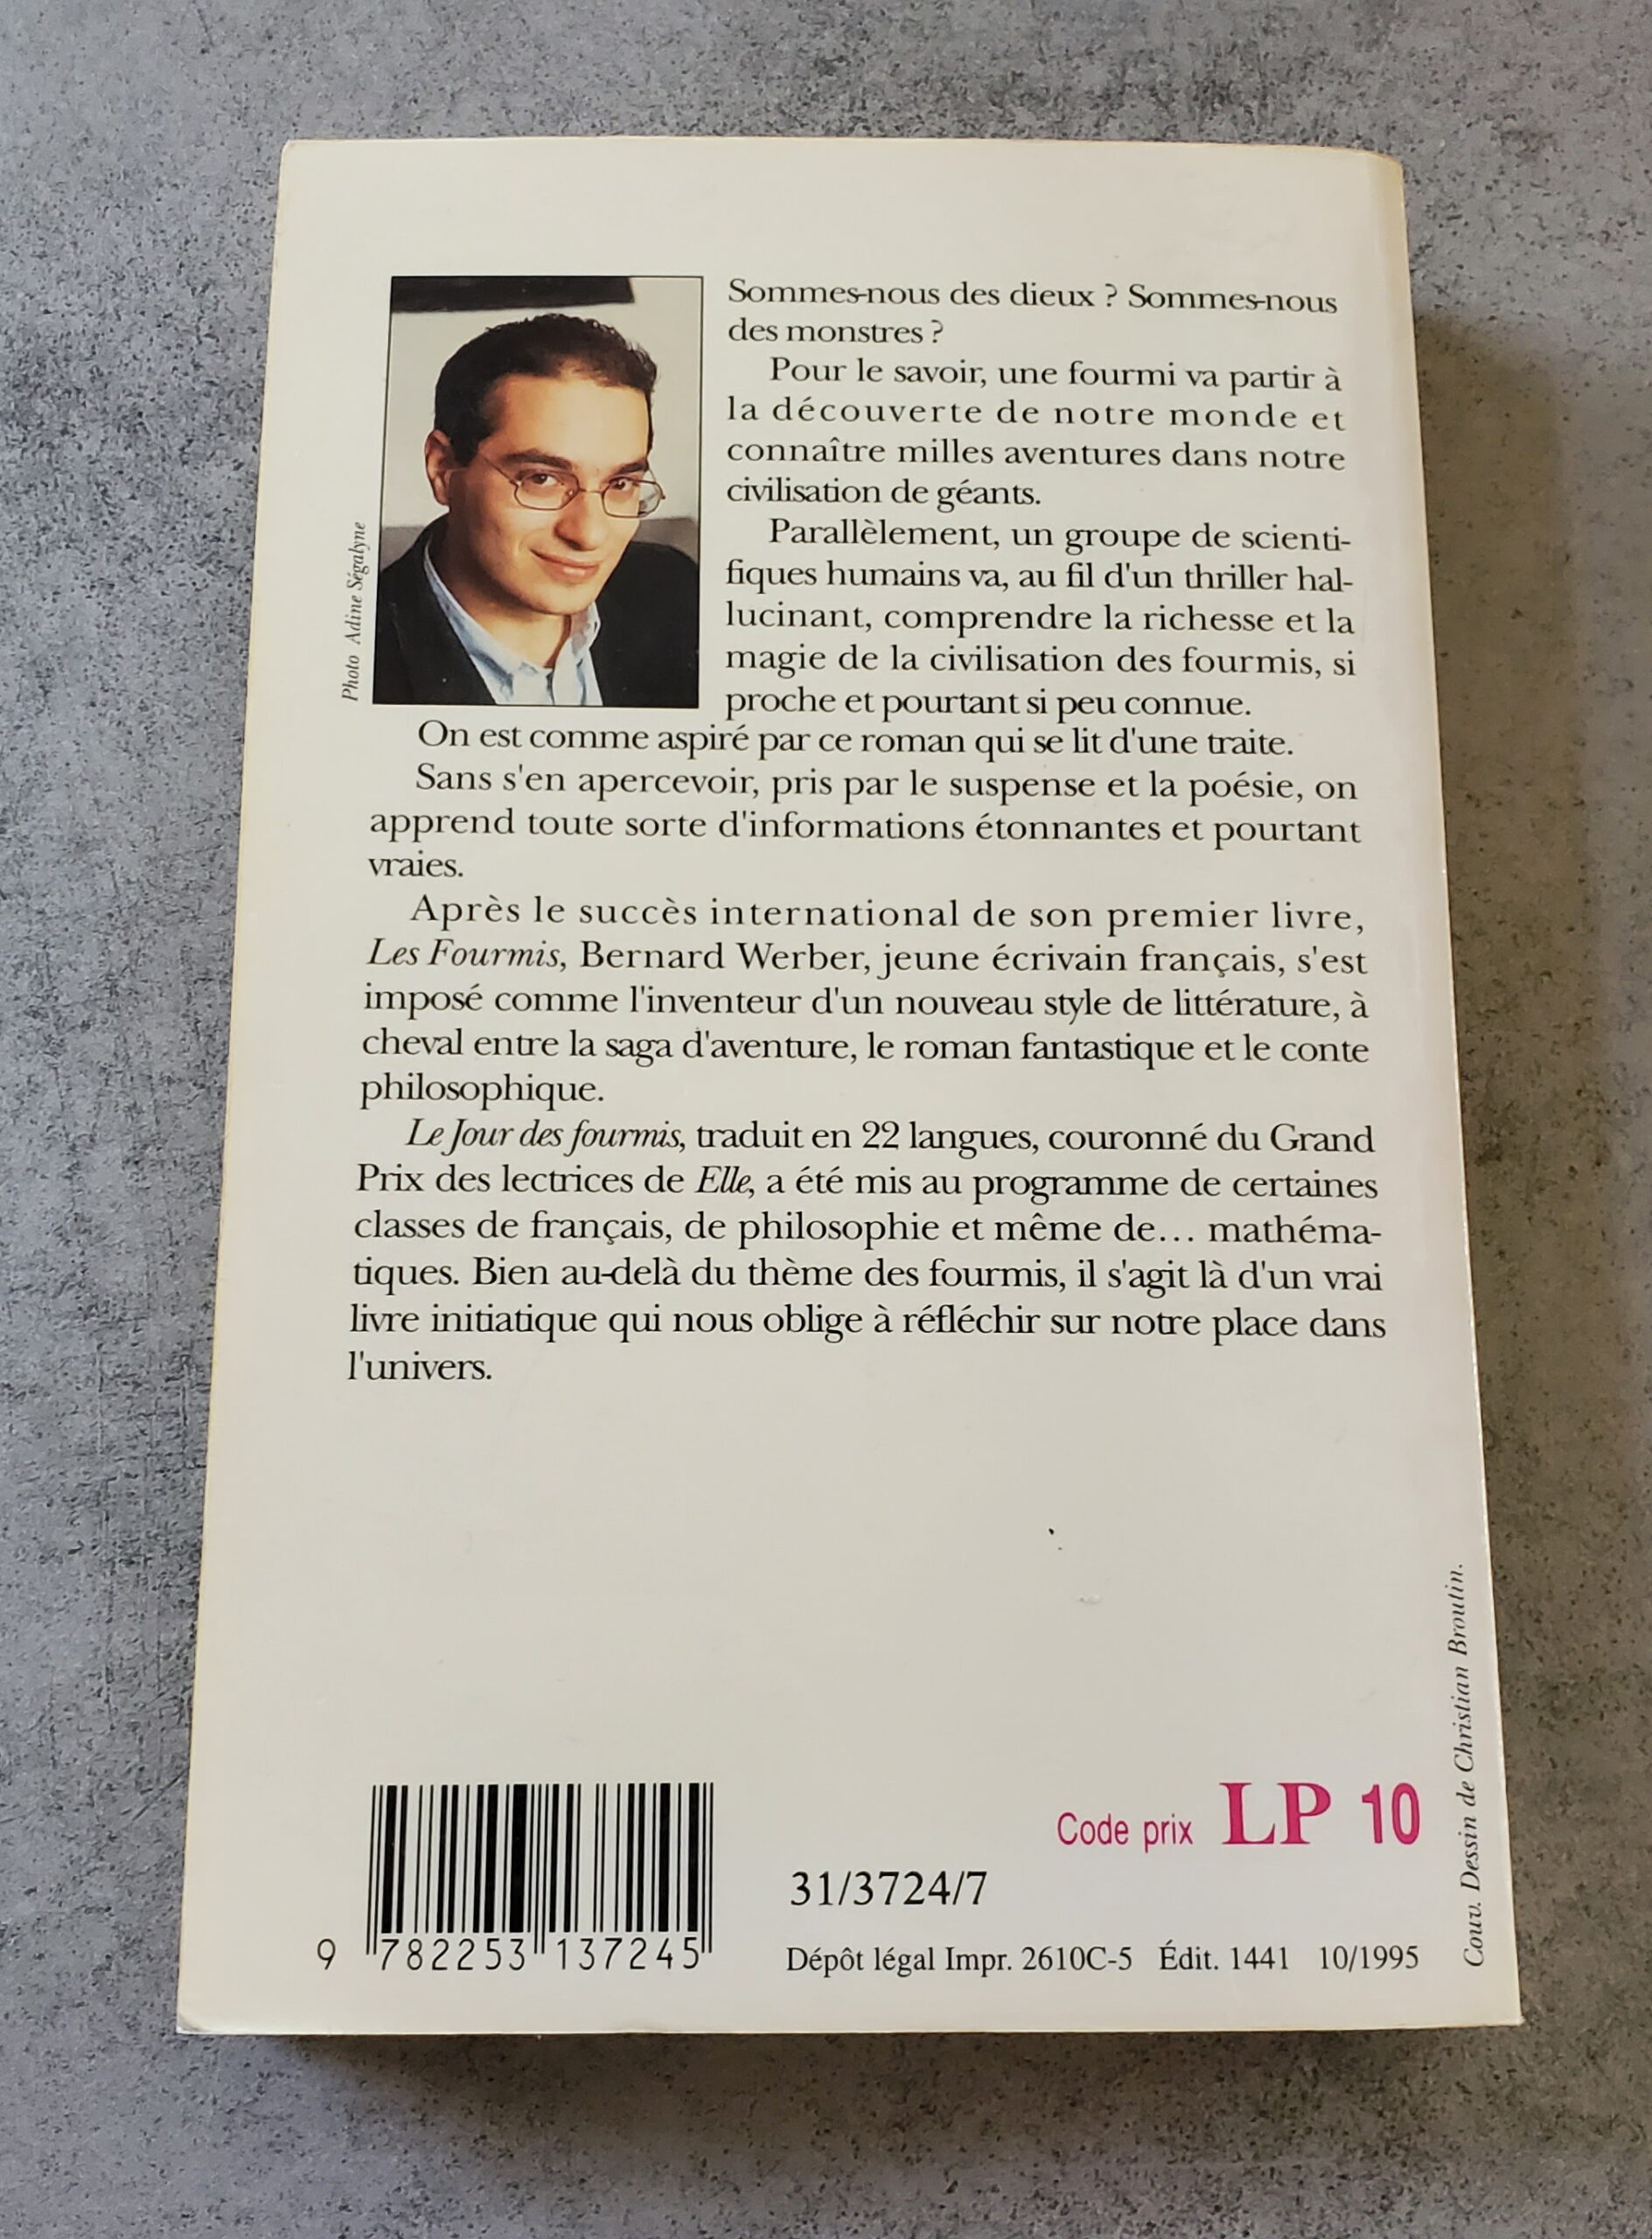 Sommes-nous des dieux ? Sommes-nous
des monstres ?
Pour le savoir, une fourmi va partir à
la découverte de notre monde et
connaître milles aventures dans notre
civilisation de géants.
Parallèlement, un groupe de scienti-
fiques humains va, au fil d'un thriller hal-
lucinant, comprendre la richesse et la
magie de la civilisation des fourmis, si
proche et pourtant si peu connue.
Photo Adine Ségalyne
On est comme aspiré par ce roman qui se lit d'une traite.
Sans s'en apercevoir, pris par le suspense et la poésie, on
apprend toute sorte d'informations étonnantes et pourtant
vraies.
Après le succès international de son premier livre,
Les Fourmis, Bernard Werber, jeune écrivain français, s'est
imposé comme l'inventeur d'un nouveau style de littérature, à
cheval entre la saga d'aventure, le roman fantastique et le conte
philosophique.
Le Jour des fourmis, traduit en 22 langues, couronné du Grand
Prix des lectrices de Elle, a été mis au programme de certaines
classes de français, de philosophie et même de... mathéma-
tiques. Bien au-delà du thème des fourmis, il s'agit là d'un vrai
livre initiatique qui nous oblige à réfléchir sur notre place dans
l'univers.
Couv. Dessin de Christian Broutin.
Code prix LP 10
31/3724/7
9 782253 137245
Dépôt légal Impr. 2610C-5 Édit. 1441 10/1995